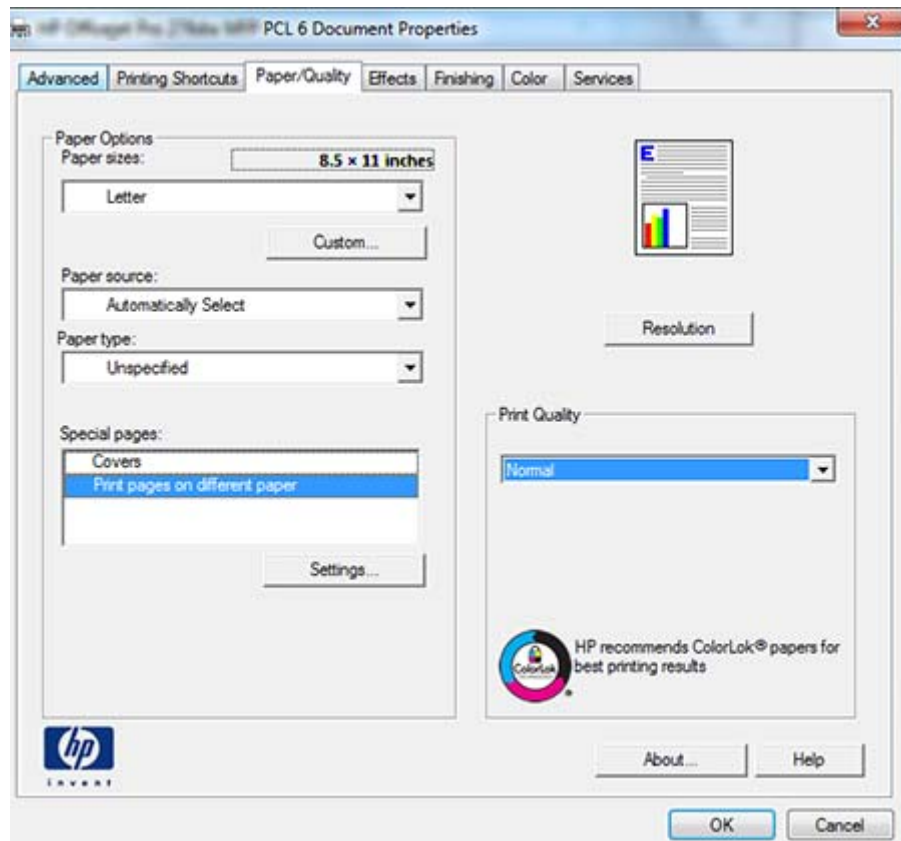 PCL 6 Document Properties
Advanced Printing Shortcuts Paper/Quality Effects Finishing Color Services
Paper Options
Paper sizes: 8.5 × 11 inches
Letter
Custom...
Paper source:
Automatically Select
Paper type:
Unspecified
Special pages:
Covers
Print pages on different paper
Settings...
E
Resolution
Print Quality
Normal
ColorLok
HP recommends ColorLok® papers for
best printing results
hp
invent
About... Help
OK Cancel